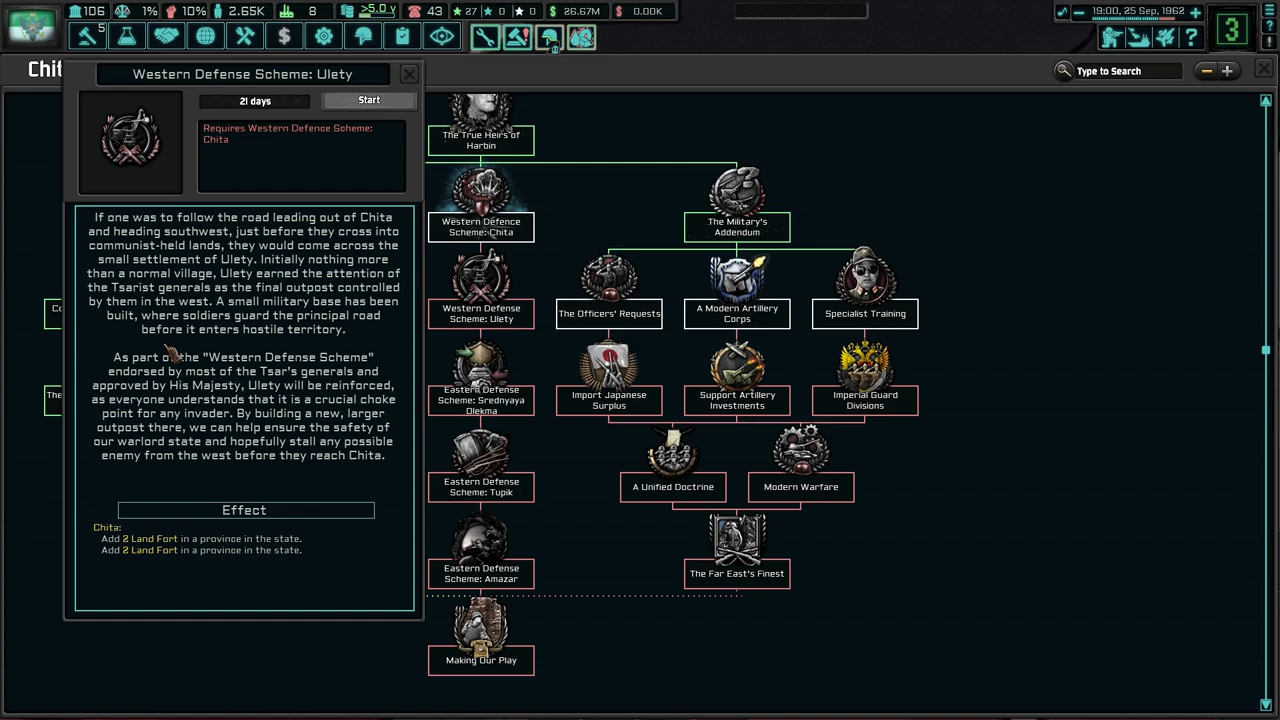 106 1% 10% 2.65K 8 >5.0 y 43 27 0 0 $ 26.67M $ 0.00K
19:00, 25 Sep, 1962
3
5
Chit
Type to Search
Western Defense Scheme: Ulety
21 days
Start
Requires Western Defence Scheme:
Chita
If one was to follow the road leading out of Chita
and heading southwest, just before they cross into
communist-held lands, they would come across the
small settlement of Ulety. Initially nothing more
than a normal village, Ulety earned the attention of
the Tsarist generals as the final outpost controlled
by them in the west. A small military base has been
built, where soldiers guard the principal road
before it enters hostile territory.
As part of the "Western Defense Scheme"
endorsed by most of the Tsar's generals and
approved by His Majesty, Ulety will be reinforced,
as everyone understands that it is a crucial choke
point for any invader. By building a new, larger
outpost there, we can help ensure the safety of
our warlord state and hopefully stall any possible
enemy from the west before they reach Chita.
Effect
Chita:
Add 2 Land Fort in a province in the state.
Add 2 Land Fort in a province in the state.
Co
The
The True Heirs of
Harbin
Western Defence
Scheme: Chita
The Military's
Addendum
Western Defense
Scheme: Ulety
The Officers' Requests
A Modern Artillery
Corps
Specialist Training
Eastern Defense
Scheme: Srednyaya
Olekma
Import Japanese
Surplus
Support Artillery
Investments
Imperial Guard
Divisions
Eastern Defense
Scheme: Tupik
A Unified Doctrine
Modern Warfare
Eastern Defense
Scheme: Amazar
The Far East's Finest
Making Our Play